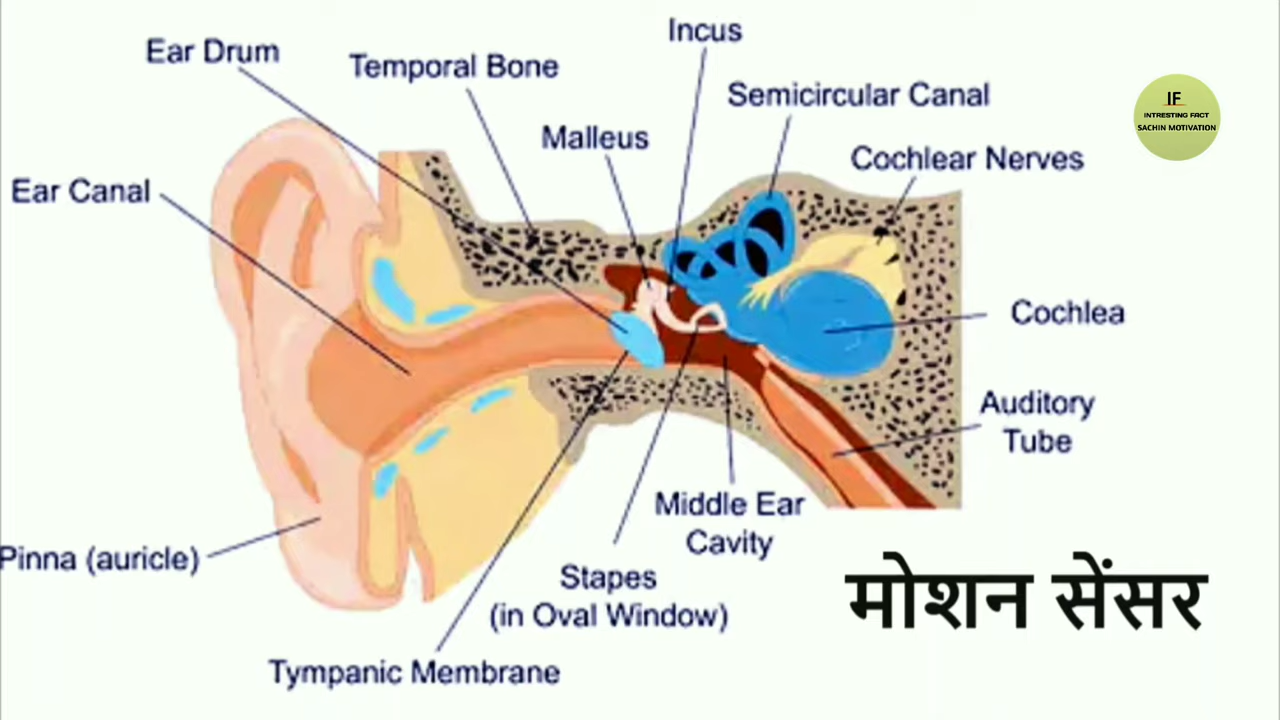 Incus
Ear Drum
Temporal Bone
Semicircular Canal
IF
INTRESTING FACT
SACHIN MOTIVATION
Malleus
Cochlear Nerves
Ear Canal
Cochlea
Auditory
Tube
Middle Ear
Cavity
Pinna (auricle)
Stapes
(in Oval Window)
मोशन सेंसर
Tympanic Membrane